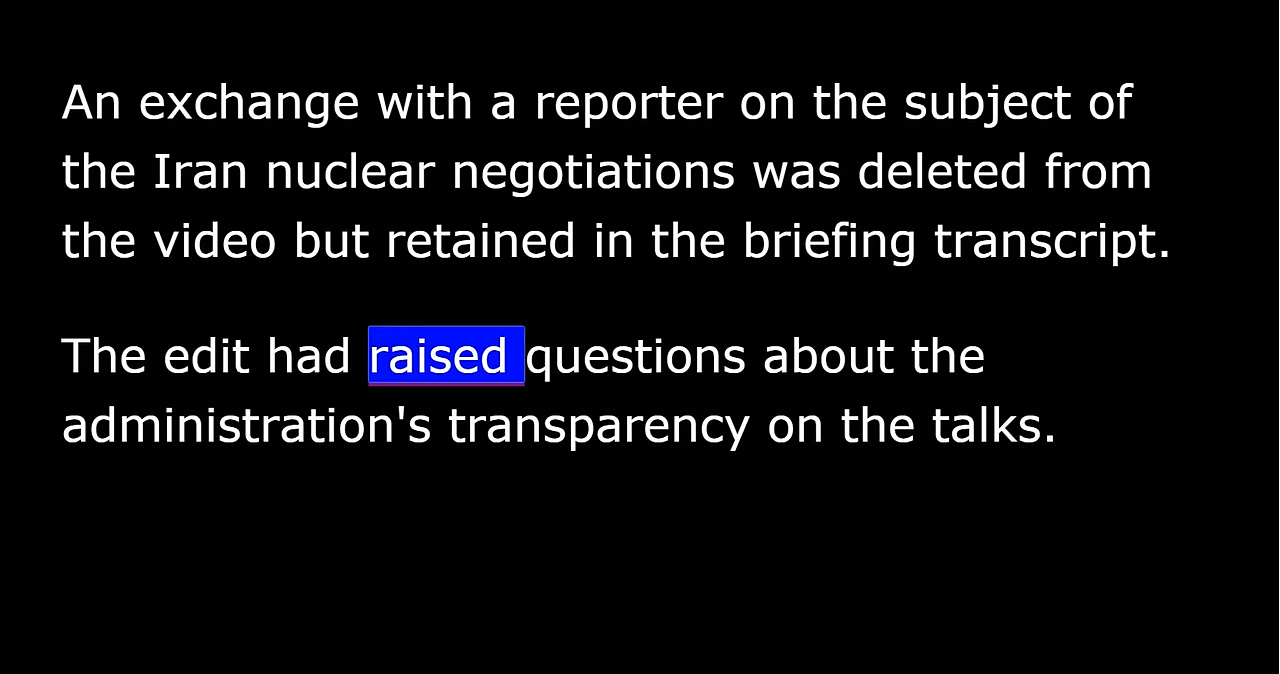 An exchange with a reporter on the subject of
the Iran nuclear negotiations was deleted from
the video but retained in the briefing transcript.
The edit had raised questions about the
administration's transparency on the talks.